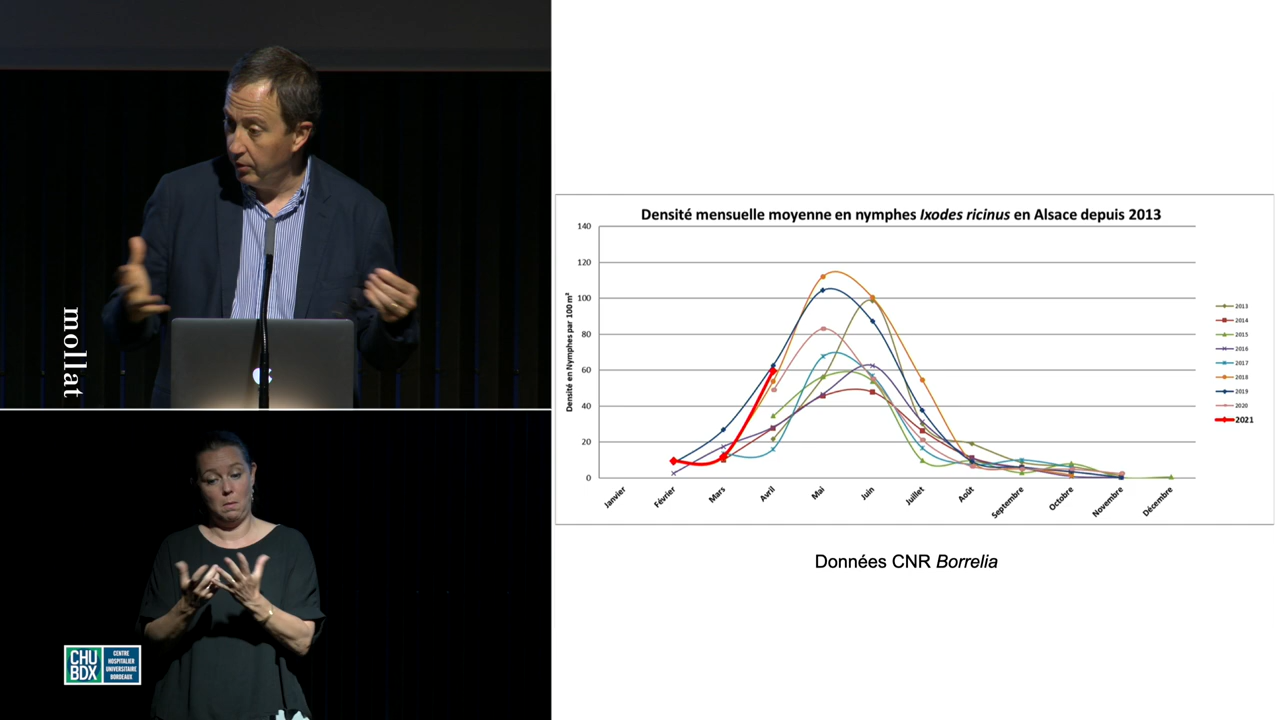 mollat
CHU
BDX
CENTRE
HOSPITALIER
UNIVERSITAIRE
BORDEAUX
Densité mensuelle moyenne en nymphes Ixodes ricinus en Alsace depuis 2013
Densité en Nymphes par 100 m²
140
120
100
80
60
40
20
0
Janvier
Février
Mars
Avril
Mai
Juin
Juillet
Août
Septembre
Octobre
Novembre
Décembre
2013
2014
2015
2016
2017
2018
2019
2020
2021
Données CNR Borrelia